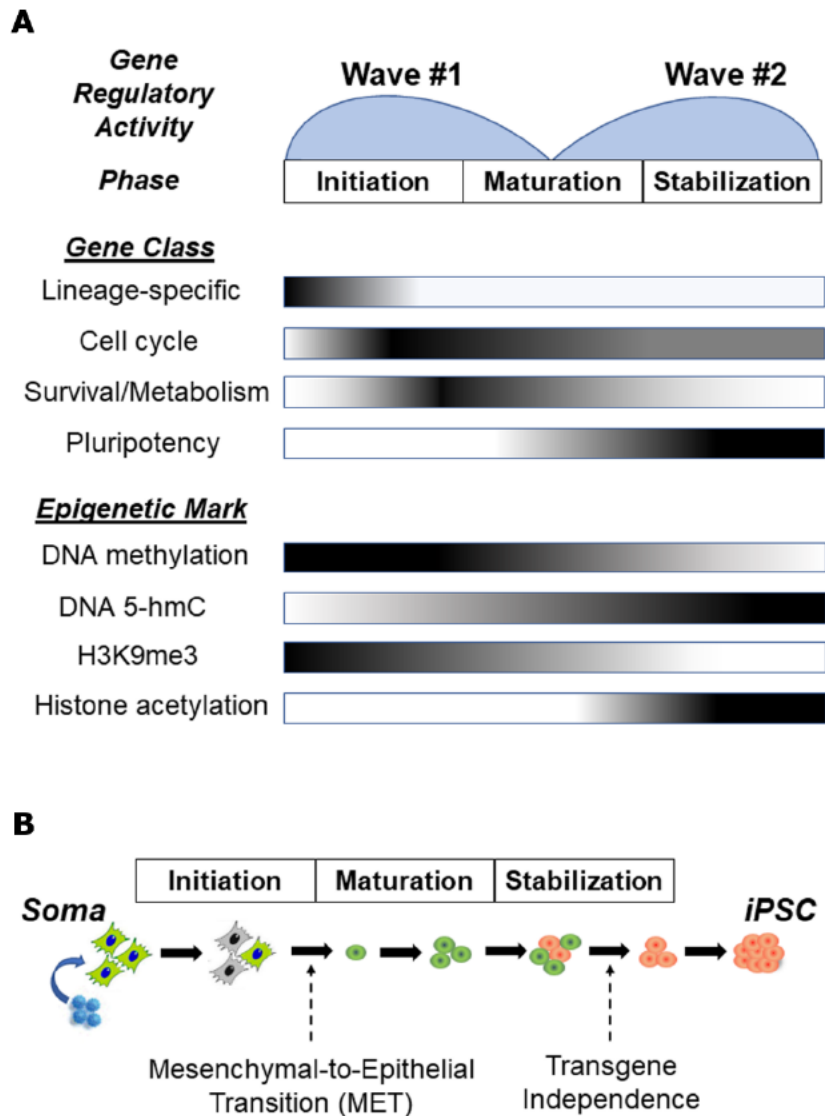 A
Gene
Regulatory
Activity
Wave #1
Wave #2
Phase
Initiation
Maturation
Stabilization
Gene Class
Lineage-specific
Cell cycle
Survival/Metabolism
Pluripotency
Epigenetic Mark
DNA methylation
DNA 5-hmC
H3K9me3
Histone acetylation
B
Initiation
Maturation
Stabilization
Soma
iPSC
Mesenchymal-to-Epithelial
Transition (MET)
Transgene
Independence